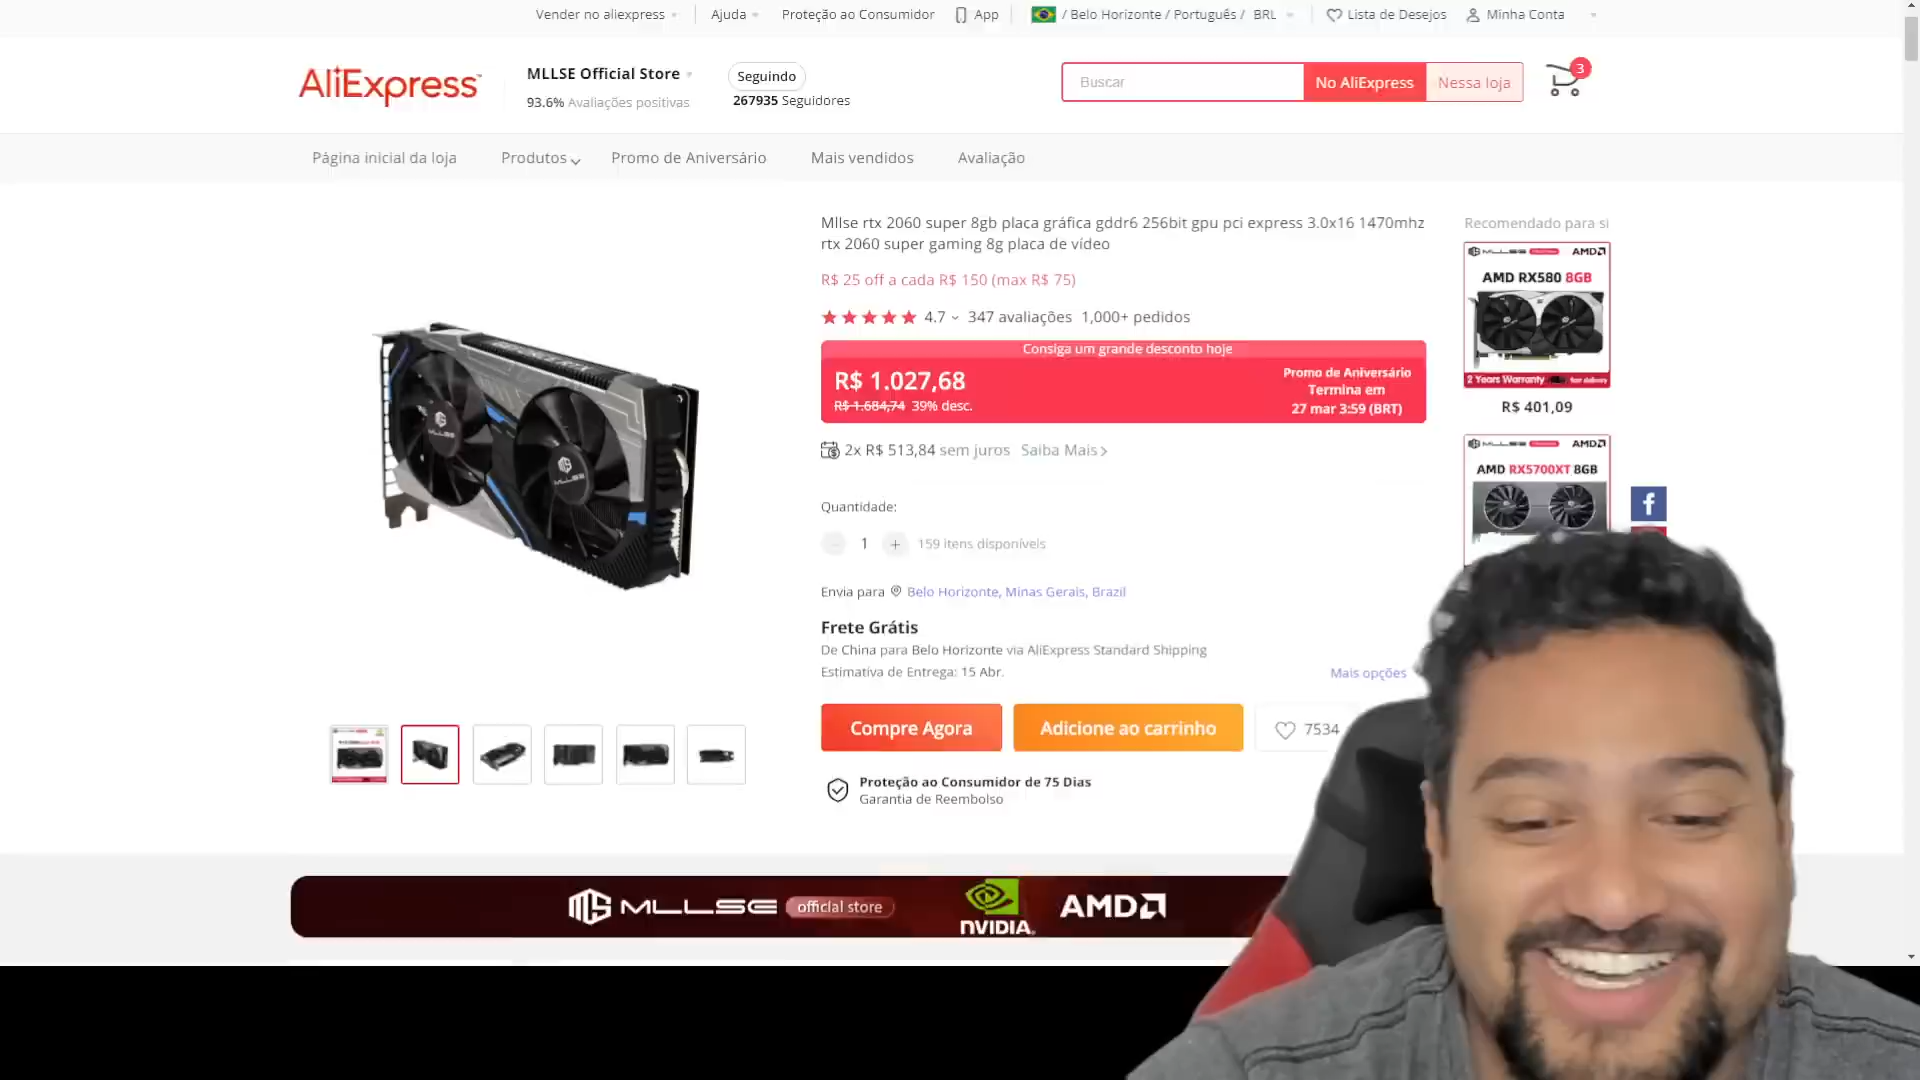 Vender no aliexpress
Ajuda
Proteção ao Consumidor
App
/ Belo Horizonte / Português / BRL
Lista de Desejos
Minha Conta
AliExpress
MLLSE Official Store
93.6% Avaliações positivas
Seguindo
267935 Seguidores
Buscar
No AliExpress
Nessa loja
3
Página inicial da loja
Produtos
Promo de Aniversário
Mais vendidos
Avaliação
Mllse rtx 2060 super 8gb placa gráfica gddr6 256bit gpu pci express 3.0x16 1470mhz
rtx 2060 super gaming 8g placa de vídeo
R$ 25 off a cada R$ 150 (max R$ 75)
4.7
347 avaliações
1,000+ pedidos
Consiga um grande desconto hoje
R$ 1.027,68
R$ 1.684,74 39% desc.
Promo de Aniversário
Termina em
27 mar 3:59 (BRT)
2x R$ 513,84 sem juros Saiba Mais
Quantidade:
- 1 + 159 itens disponíveis
Envia para Belo Horizonte, Minas Gerais, Brazil
Frete Grátis
De China para Belo Horizonte via AliExpress Standard Shipping
Estimativa de Entrega: 15 Abr.
Mais opções
Compre Agora
Adicione ao carrinho
7534
Proteção ao Consumidor de 75 Dias
Garantia de Reembolso
Recomendado para si
MLLSE AMD
AMD RX580 8GB
2 Years Warranty fast delivery
R$ 401,09
MLLSE AMD
AMD RX5700XT 8GB
f
MLLSE
MLLSE
MLLSE official store
NVIDIA
AMD